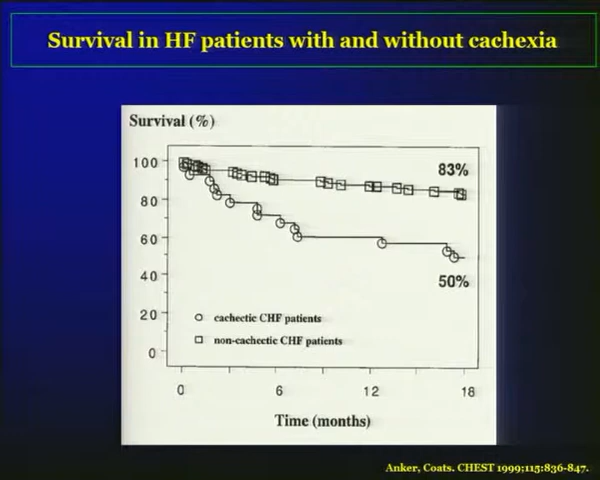 Survival in HF patients with and without cachexia
Survival (%)
100
80
60
40
20
0
83%
50%
cachectic CHF patients
non-cachectic CHF patients
0 6 12 18
Time (months)
Anker, Coats. CHEST 1999;115:836-847.